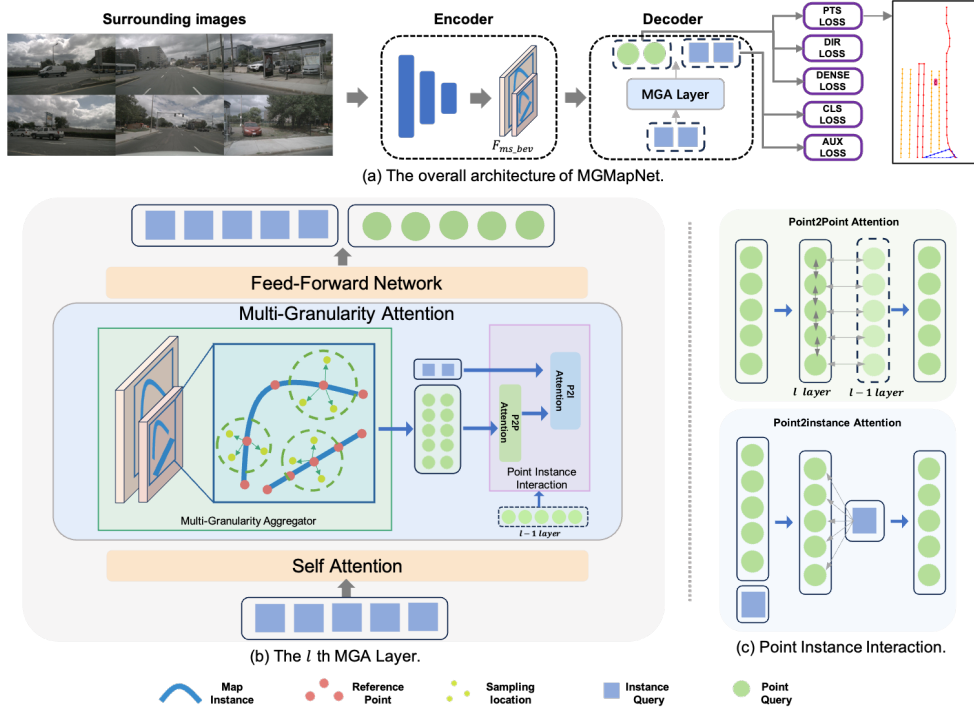 Surrounding images
Encoder
Decoder
F_ms_bev
MGA Layer
PTS
LOSS
DIR
LOSS
DENSE
LOSS
CLS
LOSS
AUX
LOSS
(a) The overall architecture of MGMapNet.
Feed-Forward Network
Multi-Granularity Attention
Multi-Granularity Aggregator
P2P
Attention
P2I
Attention
Point Instance
Interaction
l-1 layer
Self Attention
(b) The l th MGA Layer.
Point2Point Attention
l layer
l-1 layer
Point2instance Attention
(c) Point Instance Interaction.
Map
Instance
Reference
Point
Sampling
location
Instance
Query
Point
Query